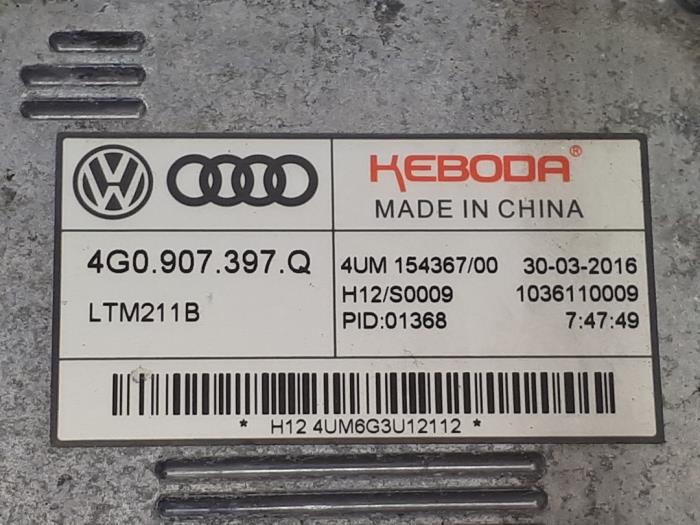 KEBODA®
MADE IN CHINA
4G0.907.397.Q
LTM211B
4UM 154367/00 30-03-2016
H12/S0009 1036110009
PID:01368 7:47:49
* H12 4UM6G3U12112 *